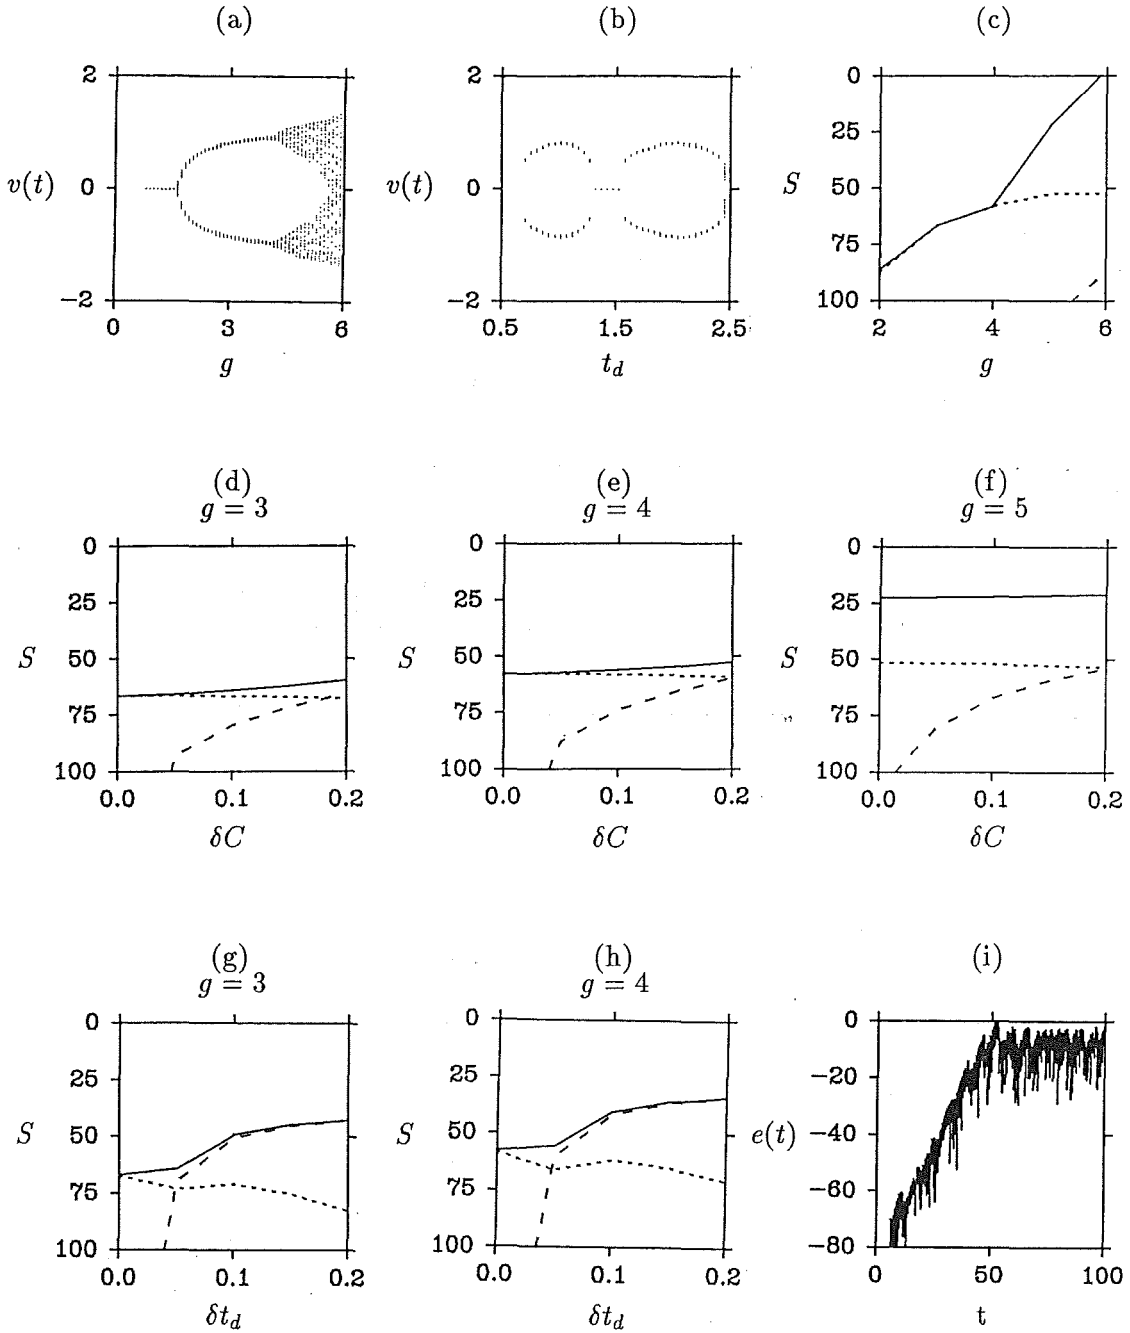 (a) (b) (c)
2 2 0
25
v(t) 0 v(t) 0 S 50
75
−2 −2 100
0 3 6 0.5 1.5 2.5 2 4 6
g t_d g
(d) (e) (f)
g = 3 g = 4 g = 5
0 0 0
25 25 25
S 50 S 50 S 50
75 75 75
100 100 100
0.0 0.1 0.2 0.0 0.1 0.2 0.0 0.1 0.2
δC δC δC
(g) (h) (i)
g = 3 g = 4
0 0 0
25 25 −20
S 50 S 50 e(t) −40
75 75 −60
100 100 −80
0.0 0.1 0.2 0.0 0.1 0.2 0 50 100
δt_d δt_d t